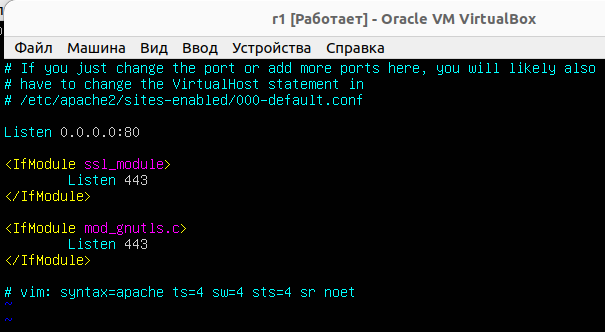 r1 [Работает] - Oracle VM VirtualBox
Файл Машина Вид Ввод Устройства Справка
# If you just change the port or add more ports here, you will likely also
# have to change the VirtualHost statement in
# /etc/apache2/sites-enabled/000-default.conf
Listen 0.0.0.0:80
<IfModule ssl_module>
Listen 443
</IfModule>
<IfModule mod_gnutls.c>
Listen 443
</IfModule>
# vim: syntax=apache ts=4 sw=4 sts=4 sr noet
~
~